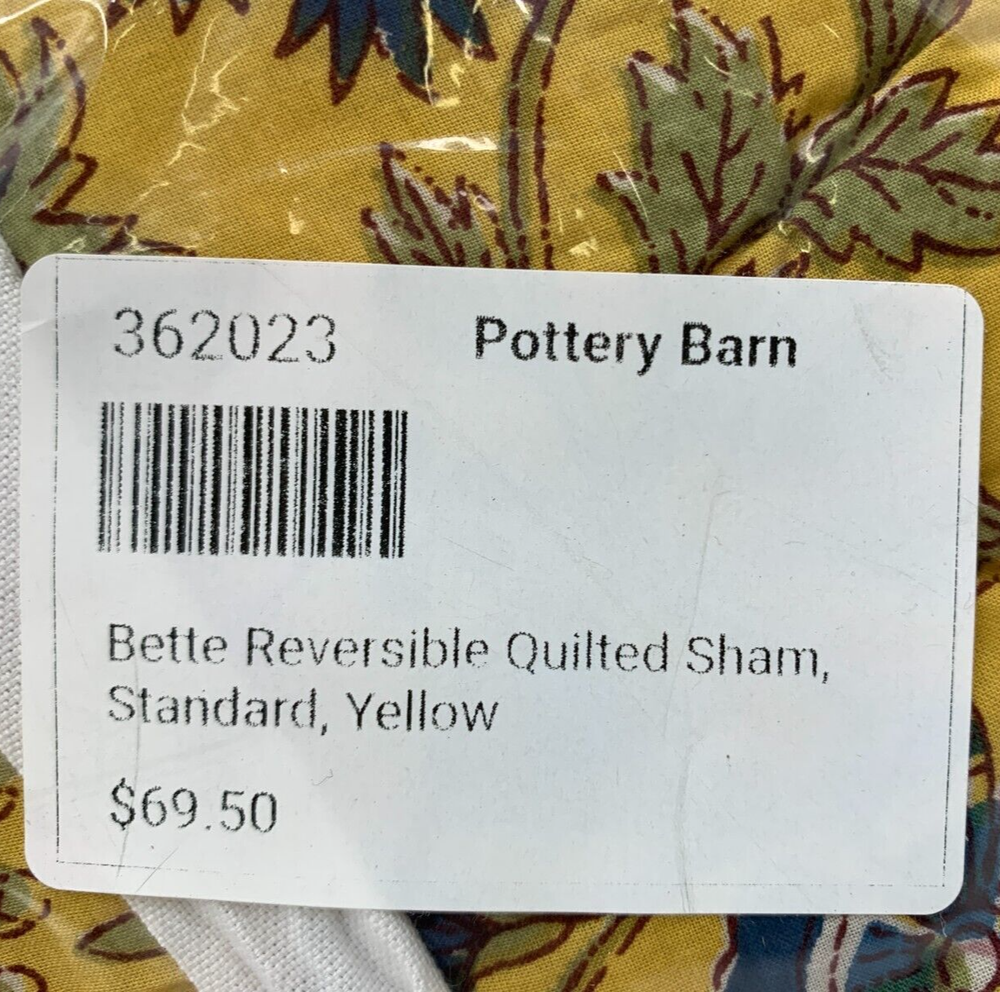 362023 Pottery Barn
Bette Reversible Quilted Sham,
Standard, Yellow
$69.50